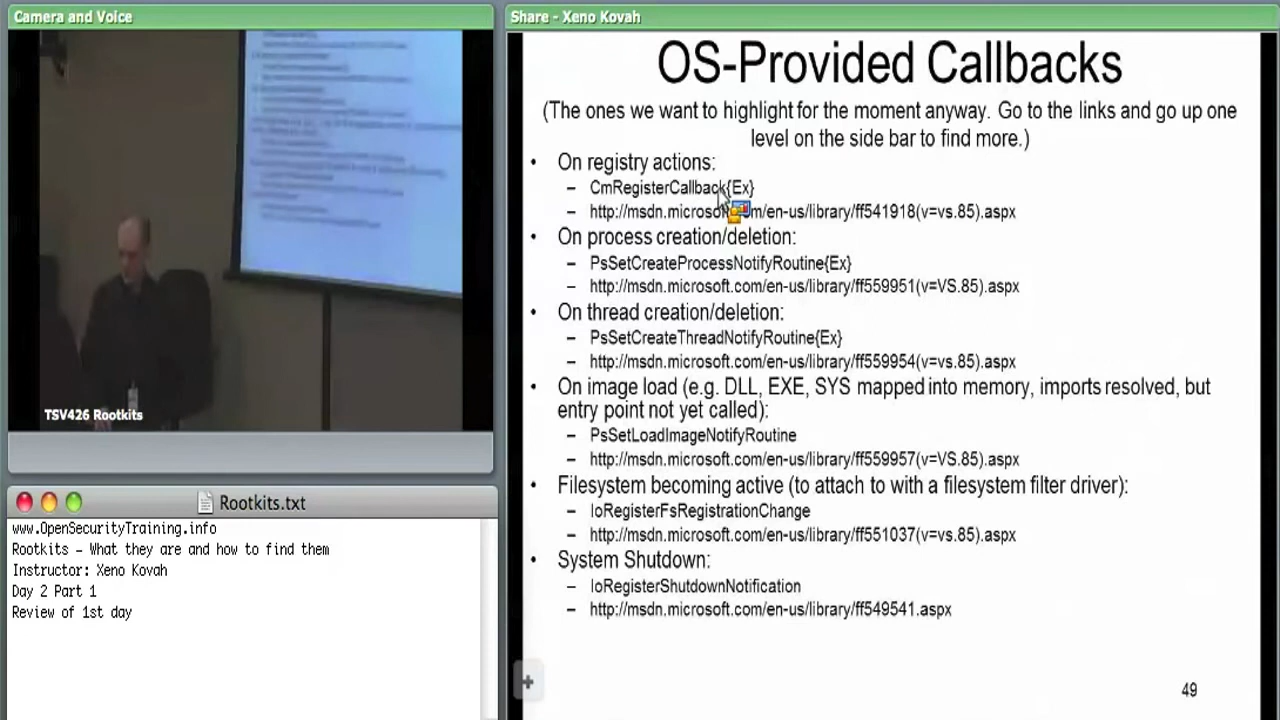 Camera and Voice
TSV426 Rootkits
Rootkits.txt
www.OpenSecurityTraining.info
Rootkits – What they are and how to find them
Instructor: Xeno Kovah
Day 2 Part 1
Review of 1st day
Share - Xeno Kovah
OS-Provided Callbacks
(The ones we want to highlight for the moment anyway. Go to the links and go up one
level on the side bar to find more.)
• On registry actions:
– CmRegisterCallback{Ex}
– http://msdn.microsoft.com/en-us/library/ff541918(v=vs.85).aspx
• On process creation/deletion:
– PsSetCreateProcessNotifyRoutine{Ex}
– http://msdn.microsoft.com/en-us/library/ff559951(v=VS.85).aspx
• On thread creation/deletion:
– PsSetCreateThreadNotifyRoutine{Ex}
– http://msdn.microsoft.com/en-us/library/ff559954(v=vs.85).aspx
• On image load (e.g. DLL, EXE, SYS mapped into memory, imports resolved, but
entry point not yet called):
– PsSetLoadImageNotifyRoutine
– http://msdn.microsoft.com/en-us/library/ff559957(v=VS.85).aspx
• Filesystem becoming active (to attach to with a filesystem filter driver):
– IoRegisterFsRegistrationChange
– http://msdn.microsoft.com/en-us/library/ff551037(v=vs.85).aspx
• System Shutdown:
– IoRegisterShutdownNotification
– http://msdn.microsoft.com/en-us/library/ff549541.aspx
49